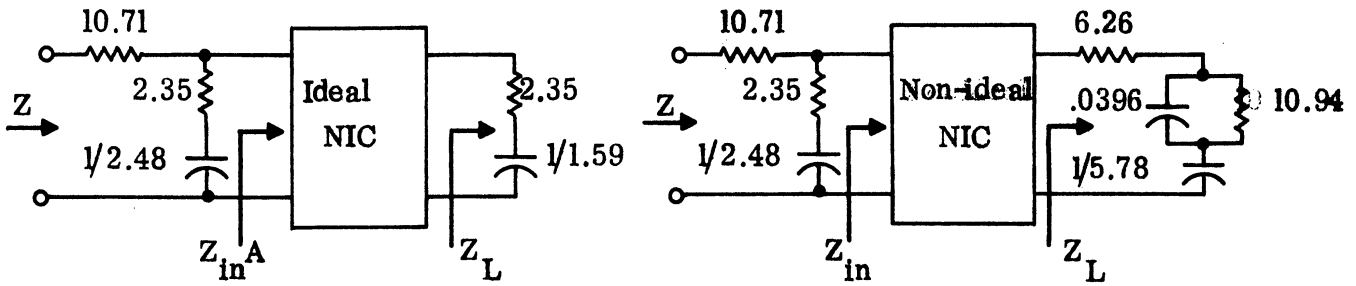 10.71
2.35
Z
1/2.48
Ideal
NIC
2.35
1/1.59
Z_in^A
Z_L
10.71
2.35
Z
1/2.48
Non-ideal
NIC
6.26
.0396
10.94
1/5.78
Z_in
Z_L